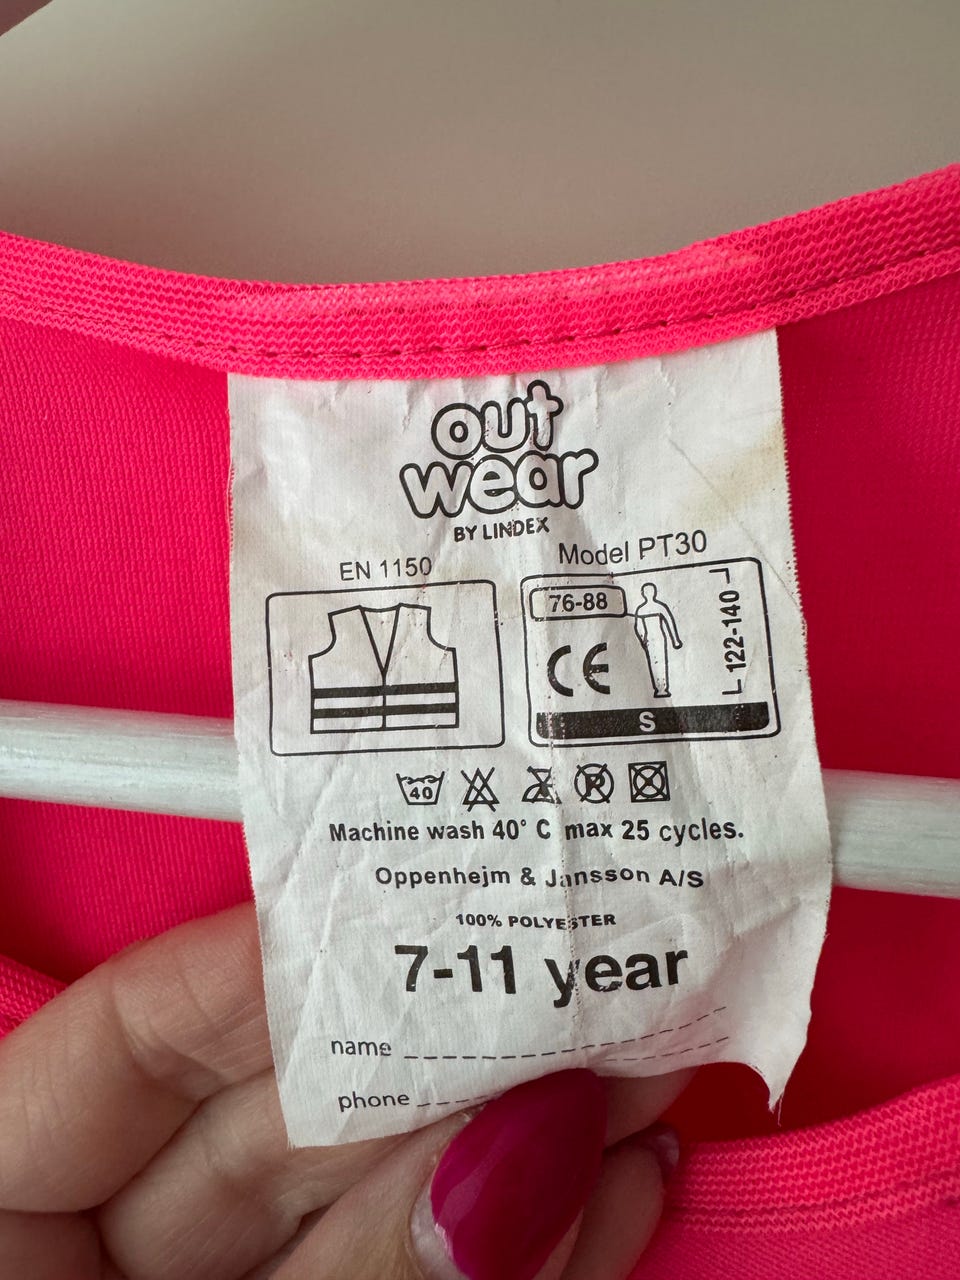 out
wear
BY LINDEX
EN 1150
Model PT30
76-88
L 122-140
CE
S
40
P
Machine wash 40° C max 25 cycles.
Oppenhejm & Jansson A/S
100% POLYESTER
7-11 year
name
phone